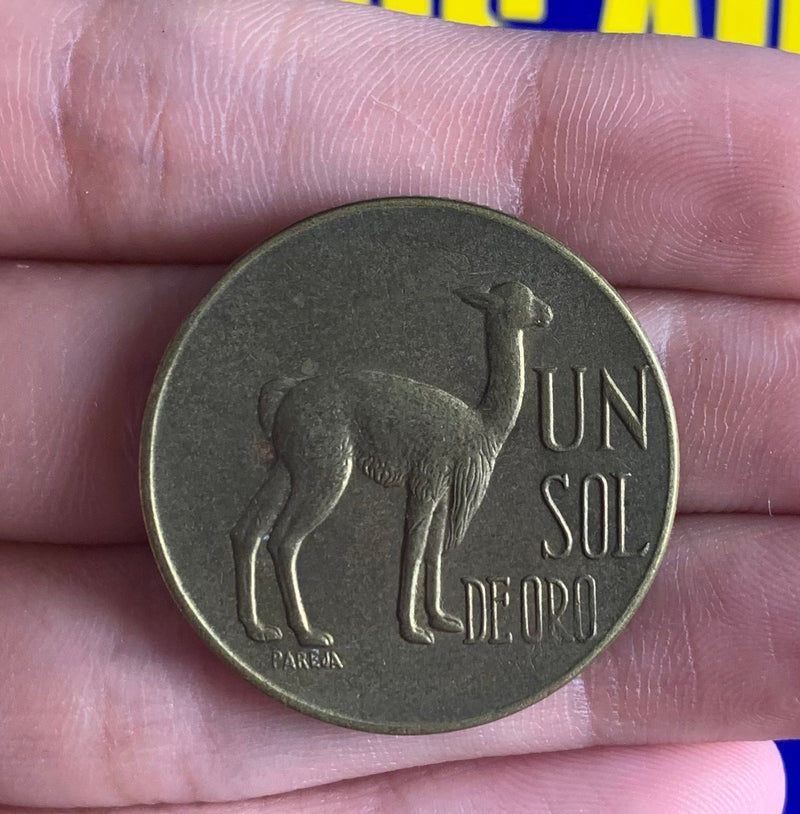 UN
SOL
DE ORO
PAREJA